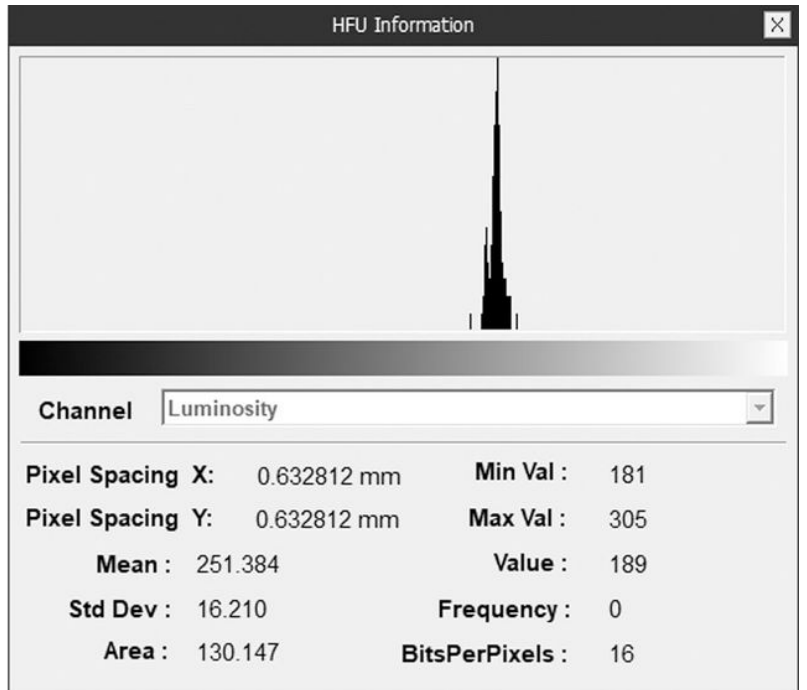 HFU Information
Channel Luminosity
Pixel Spacing X: 0.632812 mm Min Val : 181
Pixel Spacing Y: 0.632812 mm Max Val : 305
Mean : 251.384 Value : 189
Std Dev : 16.210 Frequency : 0
Area : 130.147 BitsPerPixels : 16